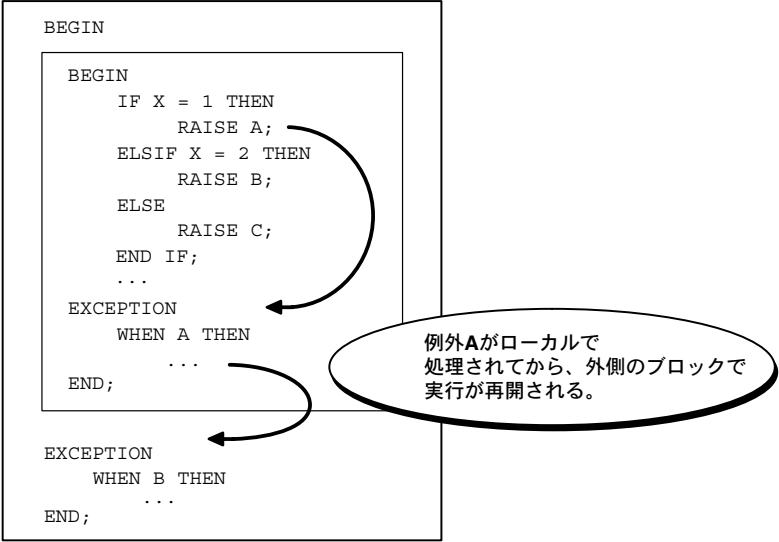 BEGIN
BEGIN
IF X = 1 THEN
RAISE A;
ELSIF X = 2 THEN
RAISE B;
ELSE
RAISE C;
END IF;
...
EXCEPTION
WHEN A THEN
...
END;
例外Aがローカルで
処理されてから、外側のブロックで
実行が再開される。
EXCEPTION
WHEN B THEN
...
END;